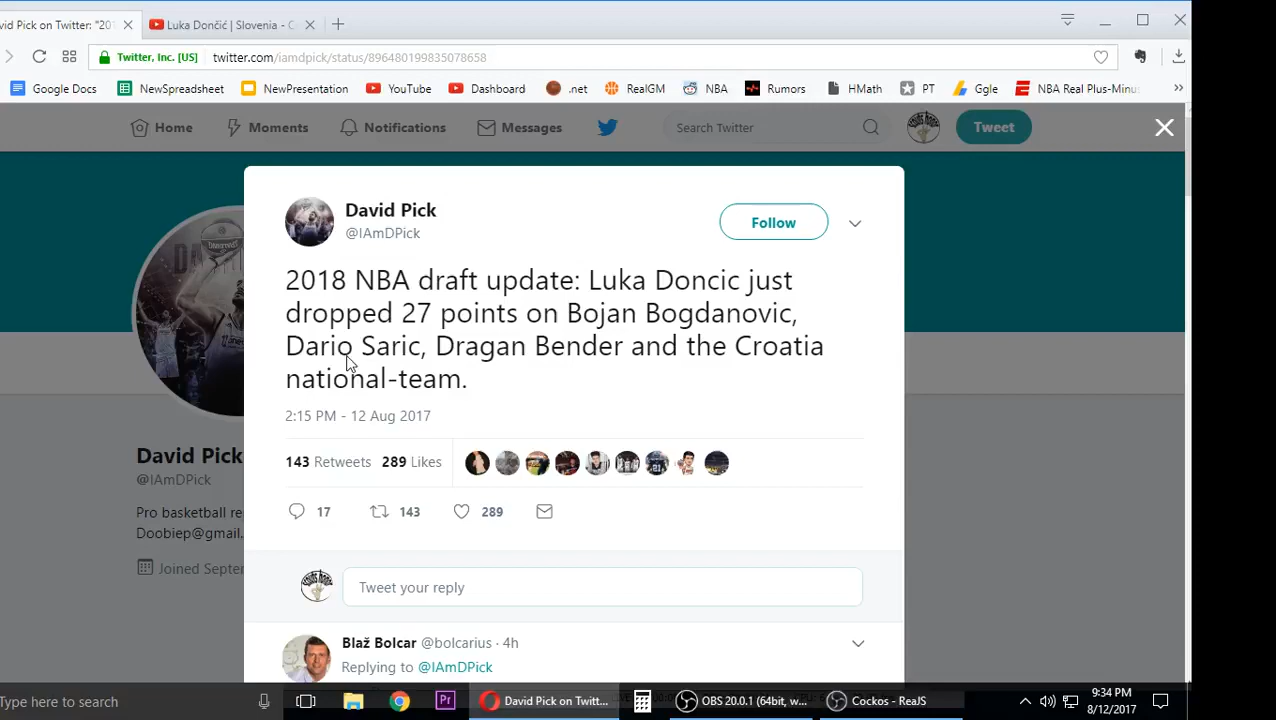 vid Pick on Twitter: "201
Luka Dončić | Slovenia - C
Twitter, Inc. [US]
twitter.com/iamdpick/status/896480199835078658
Google Docs
NewSpreadsheet
NewPresentation
YouTube
Dashboard
.net
RealGM
NBA
Rumors
HMath
PT
Ggle
NBA Real Plus-Minu
Home
Moments
Notifications
Messages
Search Twitter
Tweet
David Pick
@IAmDPick
Follow
2018 NBA draft update: Luka Doncic just
dropped 27 points on Bojan Bogdanovic,
Dario Saric, Dragan Bender and the Croatia
national-team.
2:15 PM - 12 Aug 2017
143 Retweets 289 Likes
17
143
289
David Pick
@IAmDPick
Pro basketball re
Doobiep@gmail.
Joined Septer
Tweet your reply
Blaž Bolcar @bolcarius · 4h
Replying to @IAmDPick
Type here to search
David Pick on Twitt...
OBS 20.0.1 (64bit, w...
Cockos - ReaJS
9:34 PM
8/12/2017